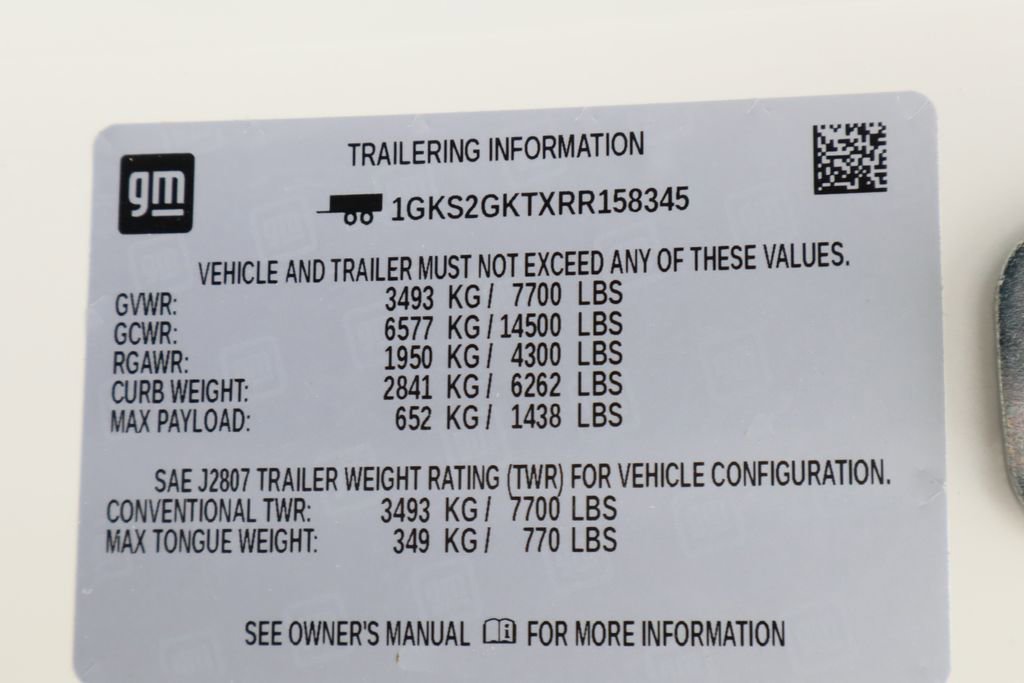 gm
TRAILERING INFORMATION
1GKS2GKTXRR158345
VEHICLE AND TRAILER MUST NOT EXCEED ANY OF THESE VALUES.
GVWR: 3493 KG / 7700 LBS
GCWR: 6577 KG / 14500 LBS
RGAWR: 1950 KG / 4300 LBS
CURB WEIGHT: 2841 KG / 6262 LBS
MAX PAYLOAD: 652 KG / 1438 LBS
SAE J2807 TRAILER WEIGHT RATING (TWR) FOR VEHICLE CONFIGURATION.
CONVENTIONAL TWR: 3493 KG / 7700 LBS
MAX TONGUE WEIGHT: 349 KG / 770 LBS
SEE OWNER'S MANUAL i FOR MORE INFORMATION